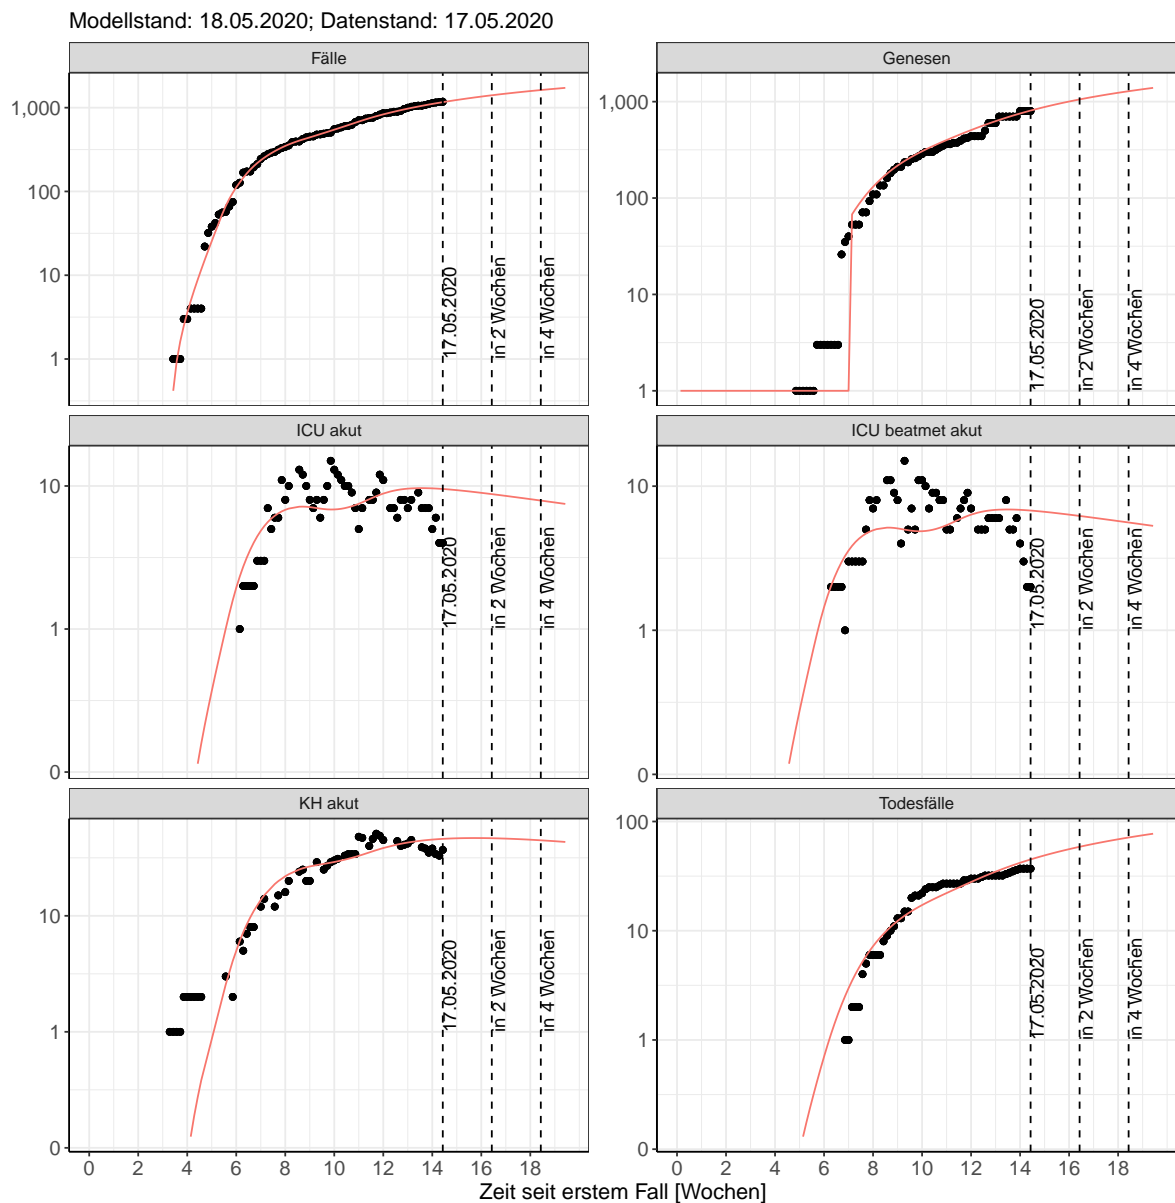 Modellstand: 18.05.2020; Datenstand: 17.05.2020
Fälle
Genesen
1,000
100
10
1
17.05.2020
in 2 Wochen
in 4 Wochen
1,000
100
10
1
17.05.2020
in 2 Wochen
in 4 Wochen
ICU akut
ICU beatmet akut
10
1
0
17.05.2020
in 2 Wochen
in 4 Wochen
10
1
0
17.05.2020
in 2 Wochen
in 4 Wochen
KH akut
Todesfälle
10
1
0
17.05.2020
in 2 Wochen
in 4 Wochen
100
10
1
0
17.05.2020
in 2 Wochen
in 4 Wochen
0 2 4 6 8 10 12 14 16 18
0 2 4 6 8 10 12 14 16 18
Zeit seit erstem Fall [Wochen]